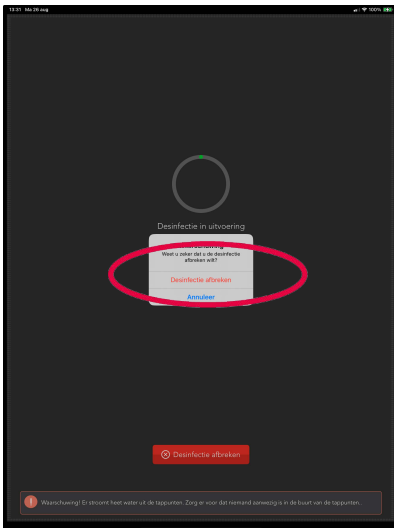 13:31 Ma 26 aug
100%
Desinfectie in uitvoering
Weet u zeker dat u de desinfectie
afbreken wilt?
Desinfectie afbreken
Annuleer
Desinfectie afbreken
Waarschuwing! Er stroomt heet water uit de tappunten. Zorg er voor dat niemand aanwezig is in de buurt van de tappunten...